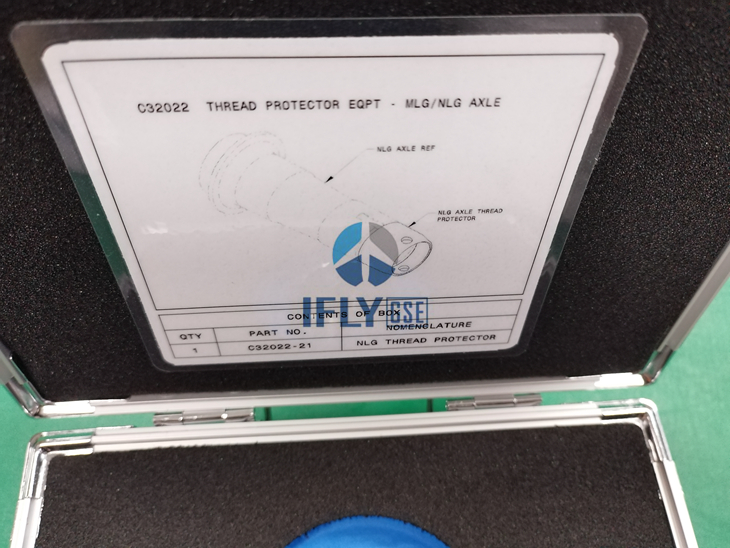 C32022 THREAD PROTECTOR EQPT - MLG/NLG AXLE
NLG AXLE REF
NLG AXLE THREAD
PROTECTOR
IFLY GSE
CONTENTS OF BOX
QTY PART NO. NOMENCLATURE
1 C32022-21 NLG THREAD PROTECTOR